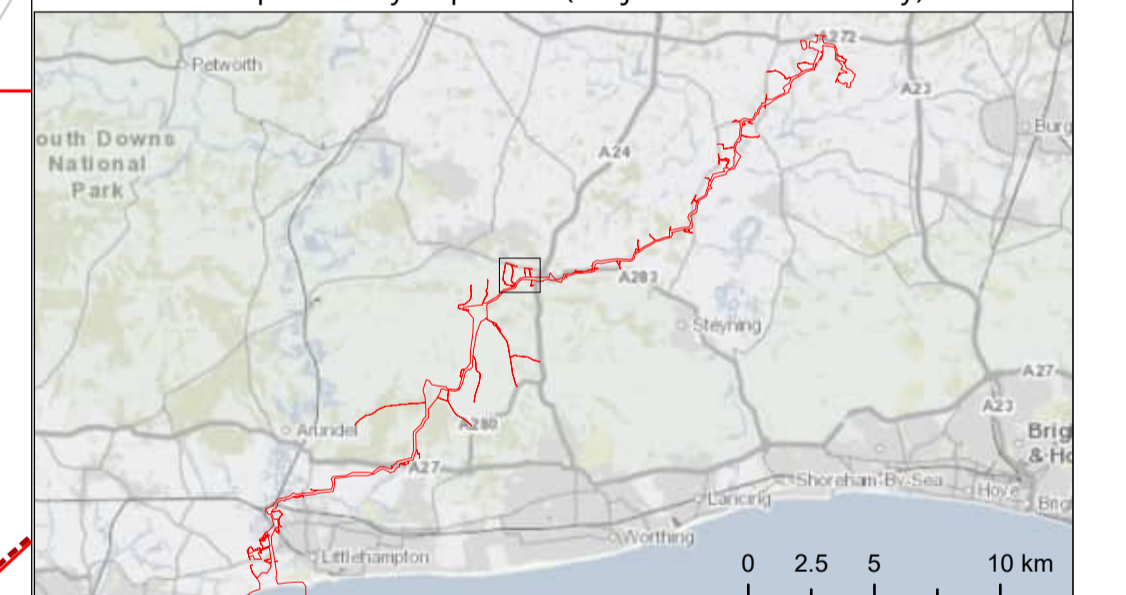 A272
Petworth
A23
Burg
outh Downs
National
Park
A24
A283
Steyning
A27
A23
Arundel
A280
Brig
& Ho
A27
Shoreham-By-Sea
Hove
Brig
Lancing
Worthing
Littlehampton
0 2.5 5 10 km